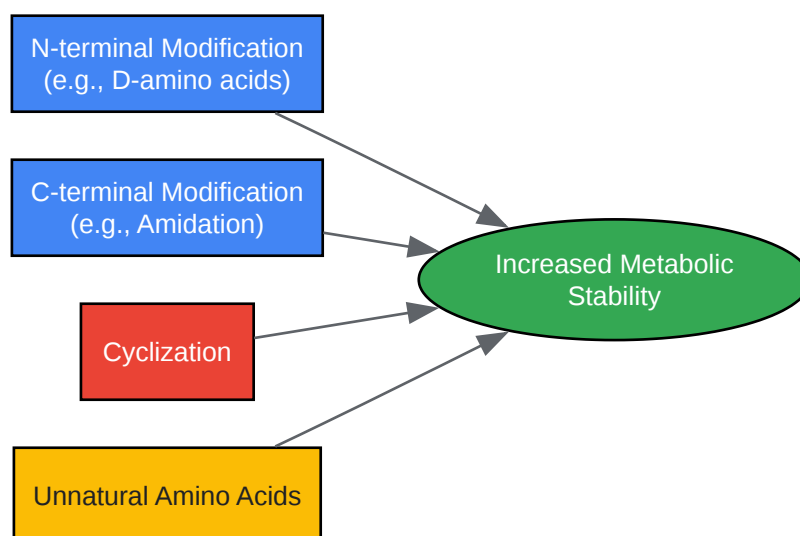 N-terminal Modification
(e.g., D-amino acids)
C-terminal Modification
(e.g., Amidation)
Increased Metabolic
Stability
Cyclization
Unnatural Amino Acids